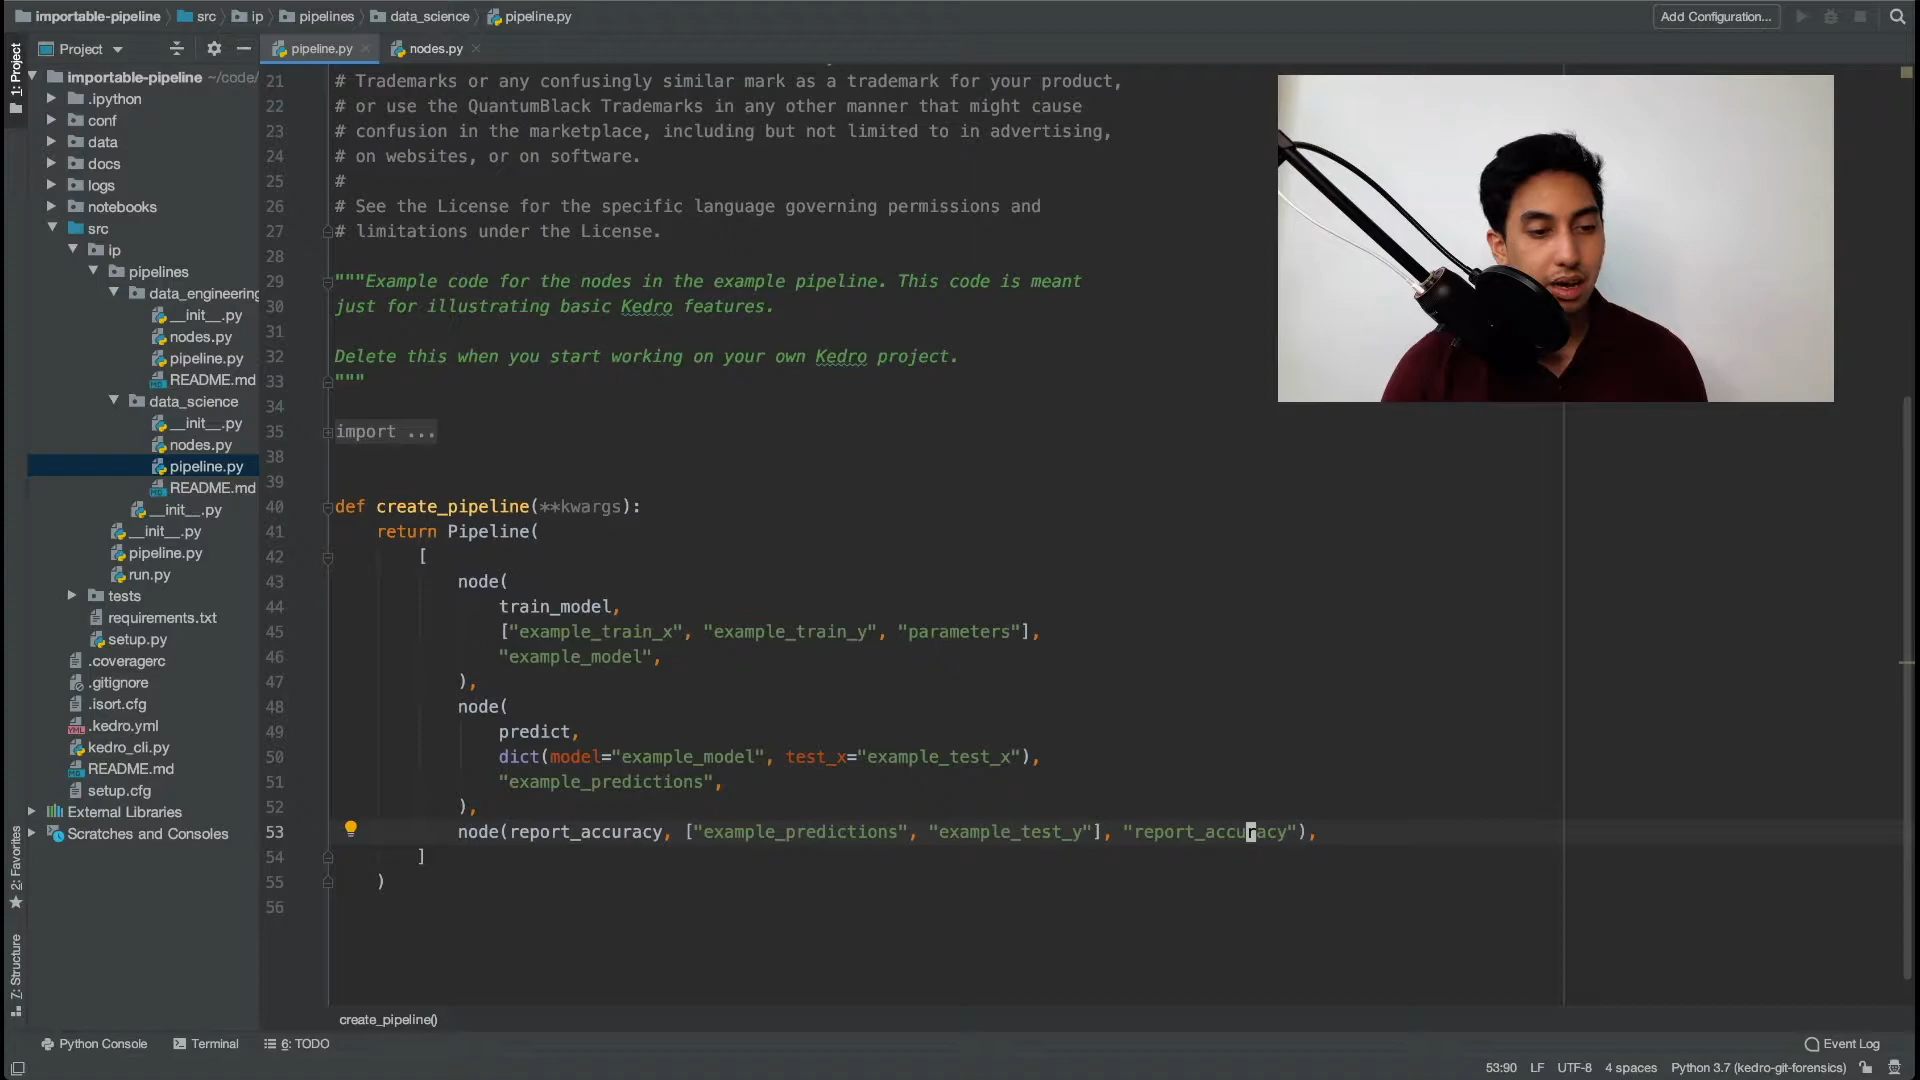 importable-pipeline src ip pipelines data_science pipeline.py
Add Configuration...
Project
pipeline.py
nodes.py
1: Project
2: Favorites
7: Structure
importable-pipeline ~/code/
.ipython
conf
data
docs
logs
notebooks
src
ip
pipelines
data_engineering
__init__.py
nodes.py
pipeline.py
README.md
data_science
__init__.py
nodes.py
pipeline.py
README.md
__init__.py
__init__.py
pipeline.py
run.py
tests
requirements.txt
setup.py
.coveragerc
.gitignore
.isort.cfg
.kedro.yml
kedro_cli.py
README.md
setup.cfg
External Libraries
Scratches and Consoles
21 # Trademarks or any confusingly similar mark as a trademark for your product,
22 # or use the QuantumBlack Trademarks in any other manner that might cause
23 # confusion in the marketplace, including but not limited to in advertising,
24 # on websites, or on software.
25 #
26 # See the License for the specific language governing permissions and
27 # limitations under the License.
28
29 """Example code for the nodes in the example pipeline. This code is meant
30 just for illustrating basic Kedro features.
31
32 Delete this when you start working on your own Kedro project.
33 """
34
35 import ...
38
39
40 def create_pipeline(**kwargs):
41 return Pipeline(
42 [
43 node(
44 train_model,
45 ["example_train_x", "example_train_y", "parameters"],
46 "example_model",
47 ),
48 node(
49 predict,
50 dict(model="example_model", test_x="example_test_x"),
51 "example_predictions",
52 ),
53 node(report_accuracy, ["example_predictions", "example_test_y"], "report_accuracy"),
54 ]
55 )
56
create_pipeline()
Python Console
Terminal
6: TODO
Event Log
53:90 LF UTF-8 4 spaces Python 3.7 (kedro-git-forensics)